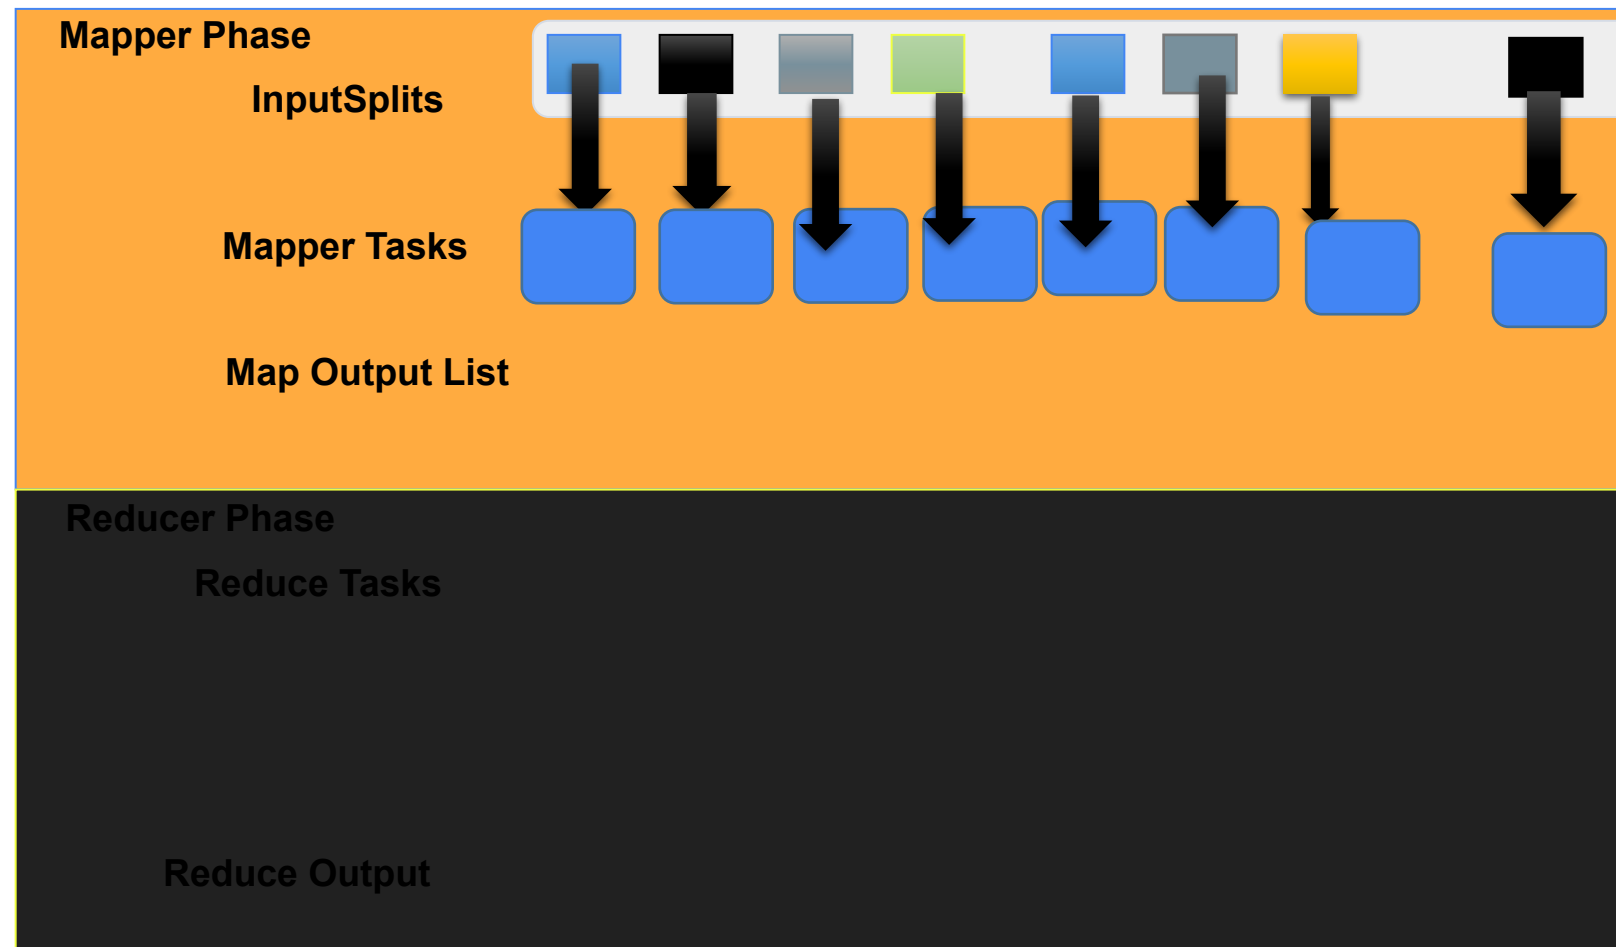 Mapper Phase
InputSplits
Mapper Tasks
Map Output List
Reducer Phase
Reduce Tasks
Reduce Output